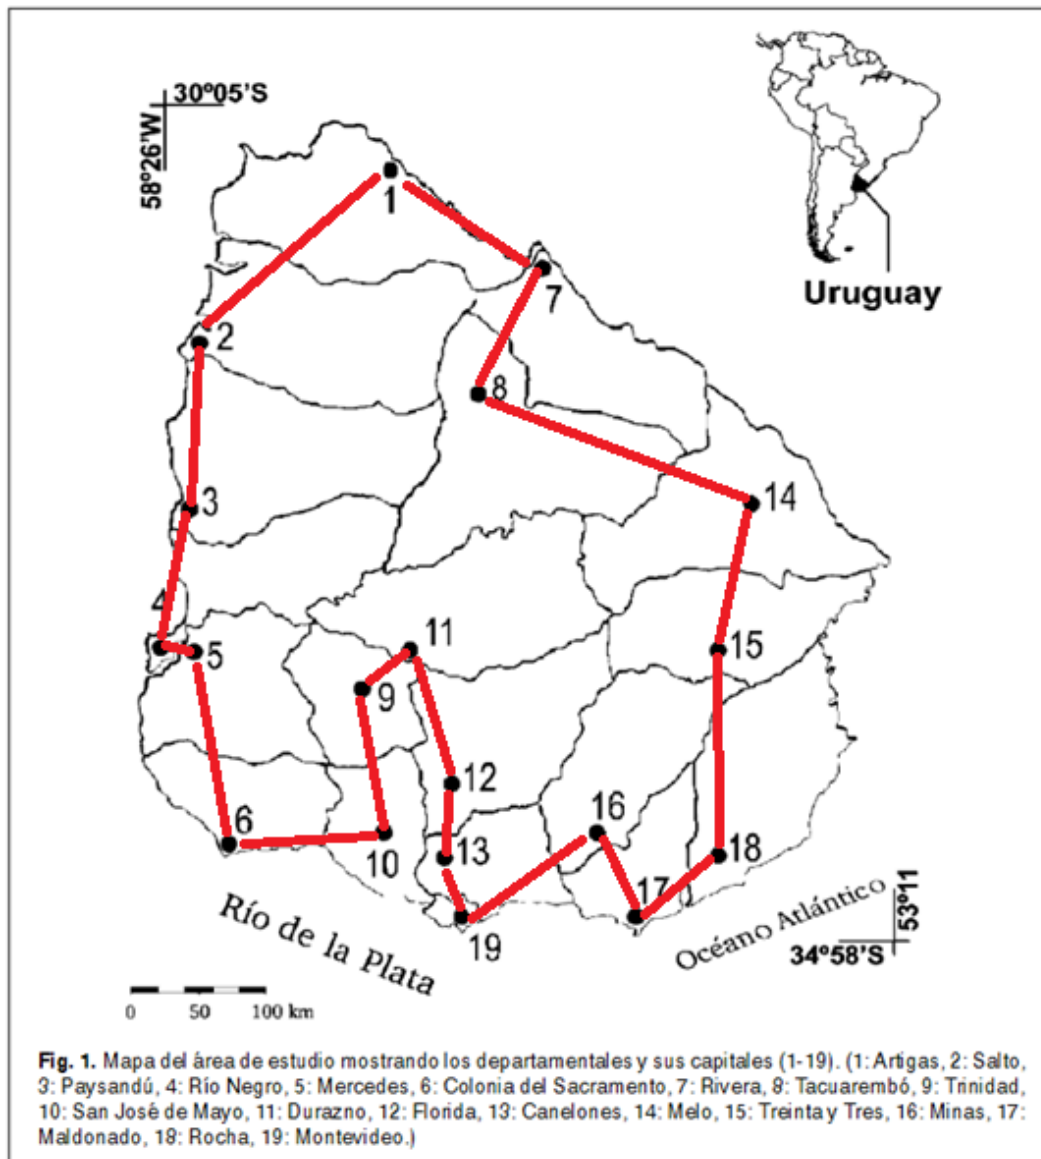 30º05'S
58º26'W
Uruguay
1
2
7
8
3
14
4
5
11
15
9
12
6
16
10
13
18
17
19
Río de la Plata
Océano Atlántico
53º11
34º58'S
0 50 100 km
Fig. 1. Mapa del área de estudio mostrando los departamentales y sus capitales (1-19). (1: Artigas, 2: Salto,
3: Paysandú, 4: Río Negro, 5: Mercedes, 6: Colonia del Sacramento, 7: Rivera, 8: Tacuarembó, 9: Trinidad,
10: San José de Mayo, 11: Durazno, 12: Florida, 13: Canelones, 14: Melo, 15: Treinta y Tres, 16: Minas, 17:
Maldonado, 18: Rocha, 19: Montevideo.)